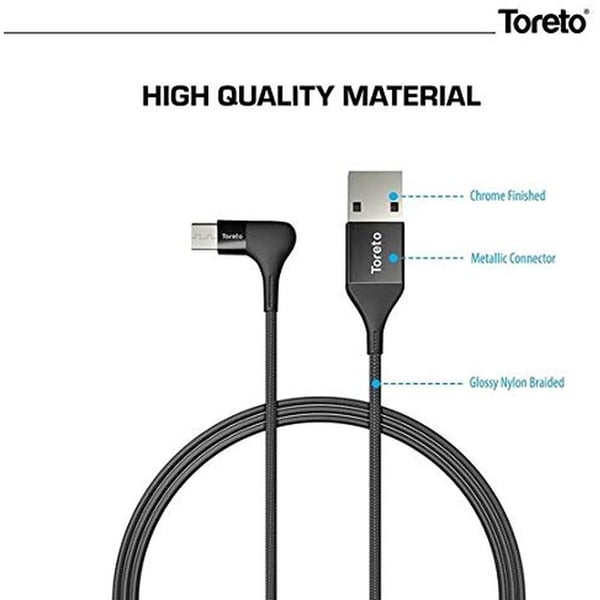 Toreto®
HIGH QUALITY MATERIAL
Chrome Finished
Toreto
Toreto
Metallic Connector
Glossy Nylon Braided